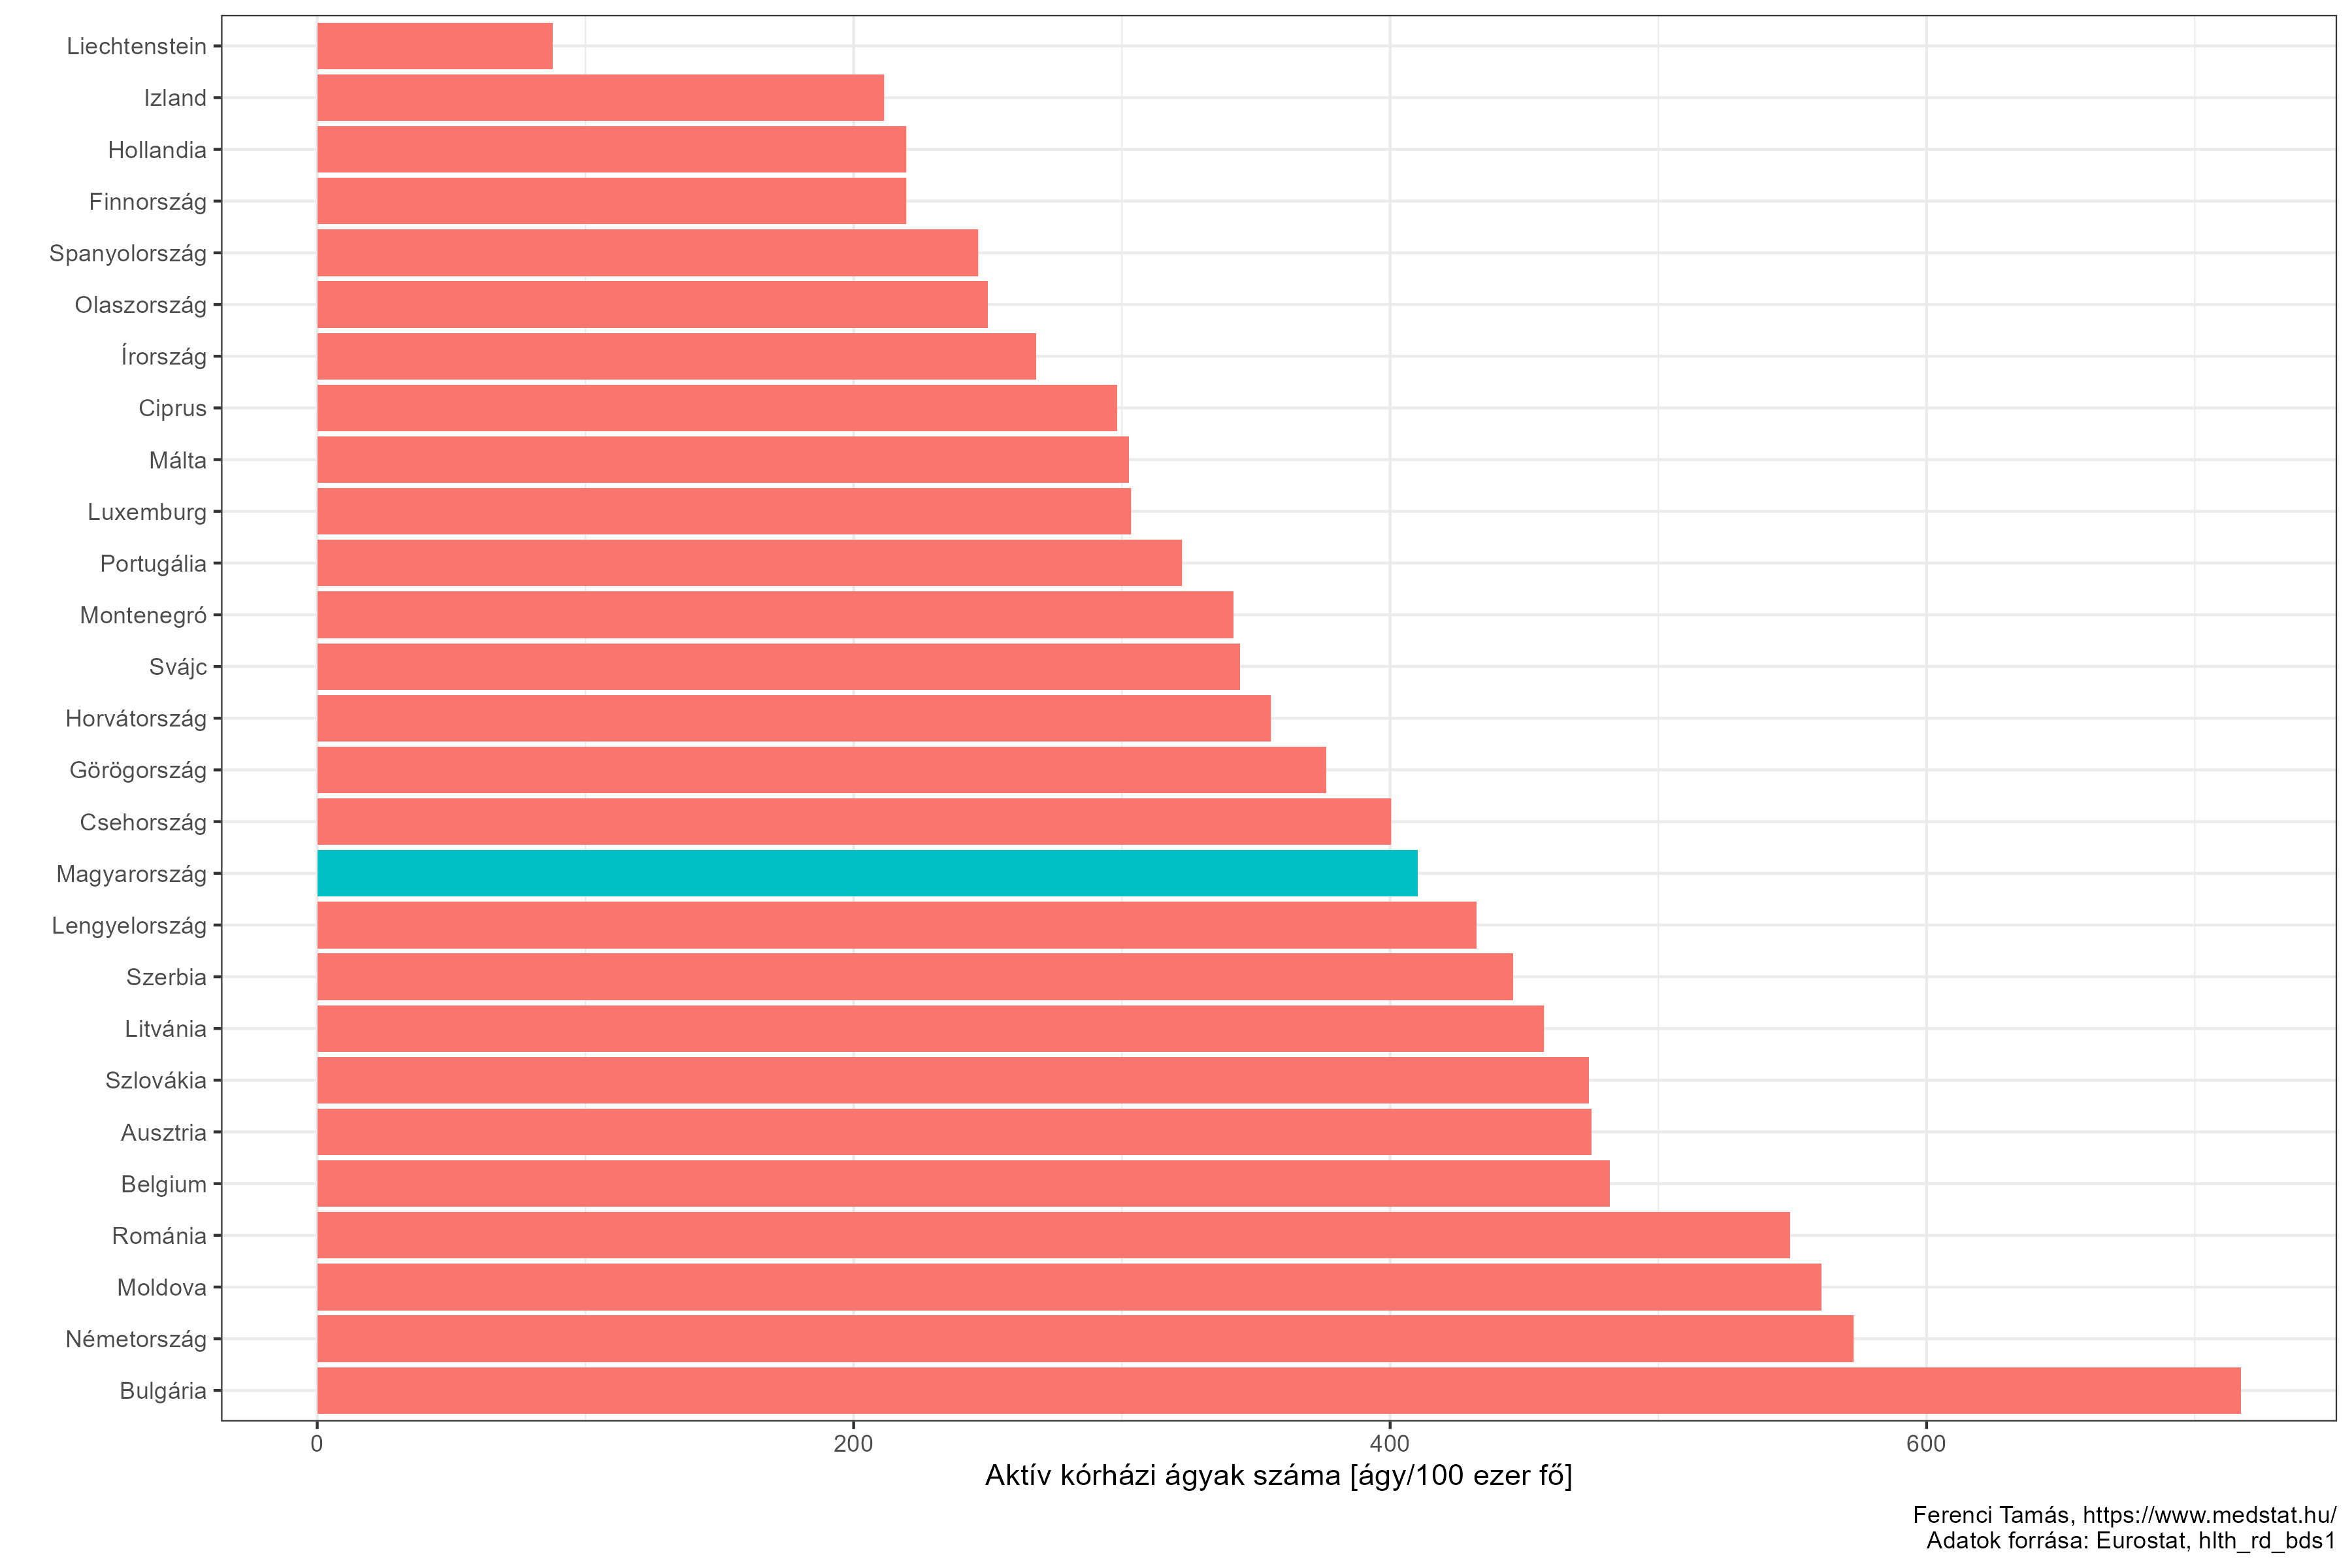 Liechtenstein
Izland
Hollandia
Finnország
Spanyolország
Olaszország
Írország
Ciprus
Málta
Luxemburg
Portugália
Montenegró
Svájc
Horvátország
Görögország
Csehország
Magyarország
Lengyelország
Szerbia
Litvánia
Szlovákia
Ausztria
Belgium
Románia
Moldova
Németország
Bulgária
0 200 400 600
Aktív kórházi ágyak száma [ágy/100 ezer fő]
Ferenci Tamás, https://www.medstat.hu/
Adatok forrása: Eurostat, hlth_rd_bds1